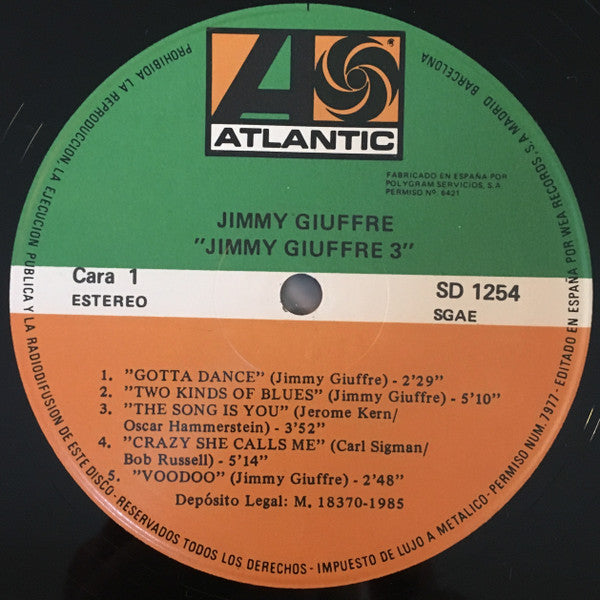 ATLANTIC
FABRICADO EN ESPAÑA POR
POLYGRAM SERVICIOS, S.A.
PERMISO Nº. 6421
JIMMY GIUFFRE
"JIMMY GIUFFRE 3"
Cara 1
ESTEREO
SD 1254
SGAE
1. "GOTTA DANCE" (Jimmy Giuffre) - 2'29"
2. "TWO KINDS OF BLUES" (Jimmy Giuffre) - 5'10"
3. "THE SONG IS YOU" (Jerome Kern/
Oscar Hammerstein) - 3'52"
4. "CRAZY SHE CALLS ME" (Carl Sigman/
Bob Russell) - 5'14"
5. "VOODOO" (Jimmy Giuffre) - 2'48"
Depósito Legal: M. 18370-1985
PROHIBIDA LA REPRODUCCION, LA EJECUCION PUBLICA Y LA RADIODIFUSION DE ESTE DISCO-RESERVADOS TODOS LOS DERECHOS-IMPUESTO DE LUJO A METALICO-PERMISO NUM. 7977-EDITADO EN ESPAÑA POR WEA RECORDS, S.A. MADRID BARCELONA